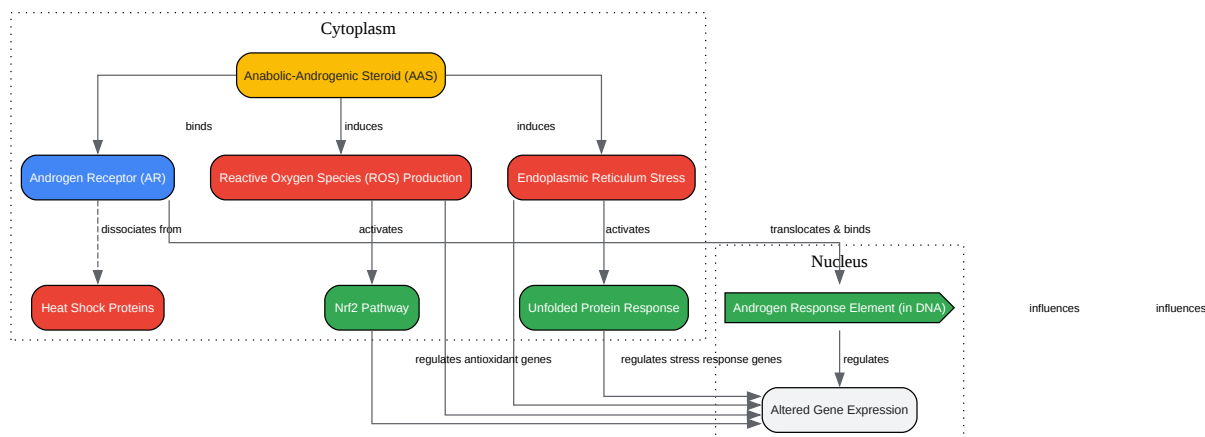 Cytoplasm
Anabolic-Androgenic Steroid (AAS)
binds
induces
induces
Androgen Receptor (AR)
Reactive Oxygen Species (ROS) Production
Endoplasmic Reticulum Stress
dissociates from
activates
activates
translocates & binds
Nucleus
Heat Shock Proteins
Nrf2 Pathway
Unfolded Protein Response
Androgen Response Element (in DNA)
influences
influences
regulates antioxidant genes
regulates stress response genes
regulates
Altered Gene Expression